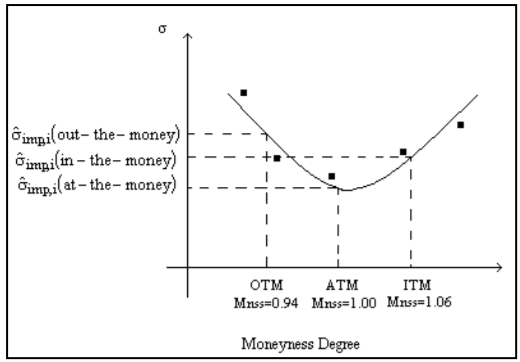 σ
σ̂imp,i(out-the-money)
σ̂imp,i(in-the-money)
σ̂imp,i(at-the-money)
OTM ATM ITM
Mnss=0.94 Mnss=1.00 Mnss=1.06
Moneyness Degree